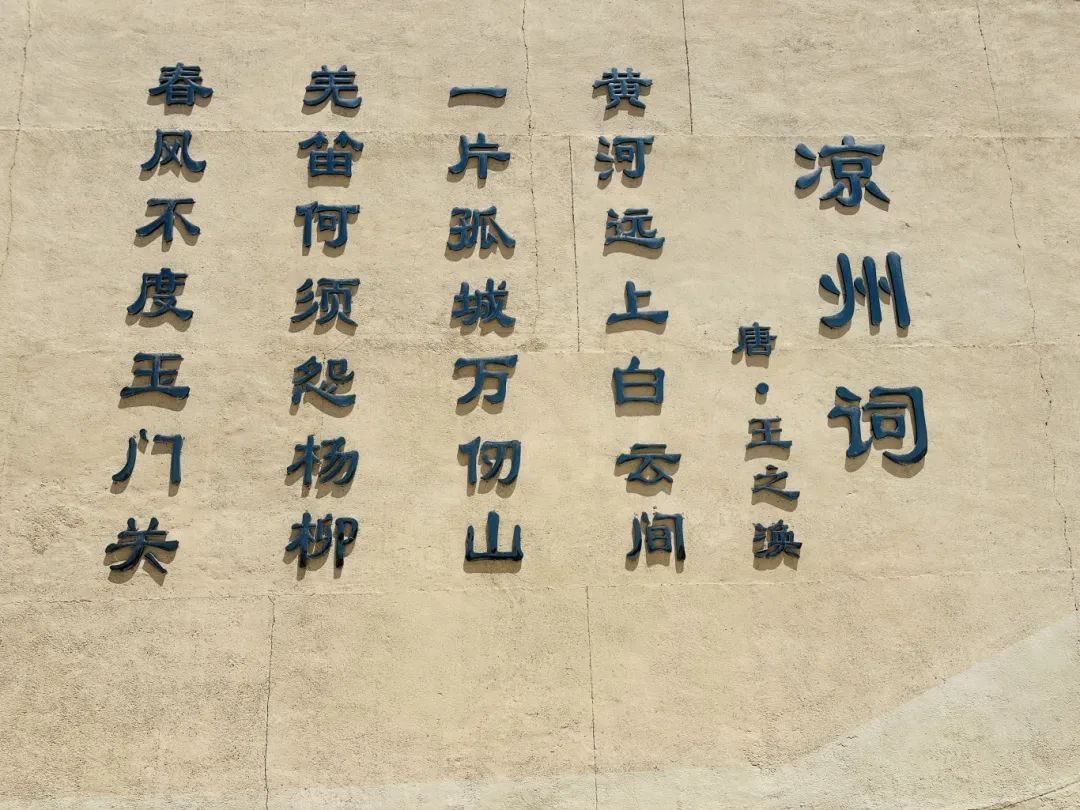 凉州词
唐·王之涣
黄河远上白云间
一片孤城万仞山
羌笛何须怨杨柳
春风不度玉门关